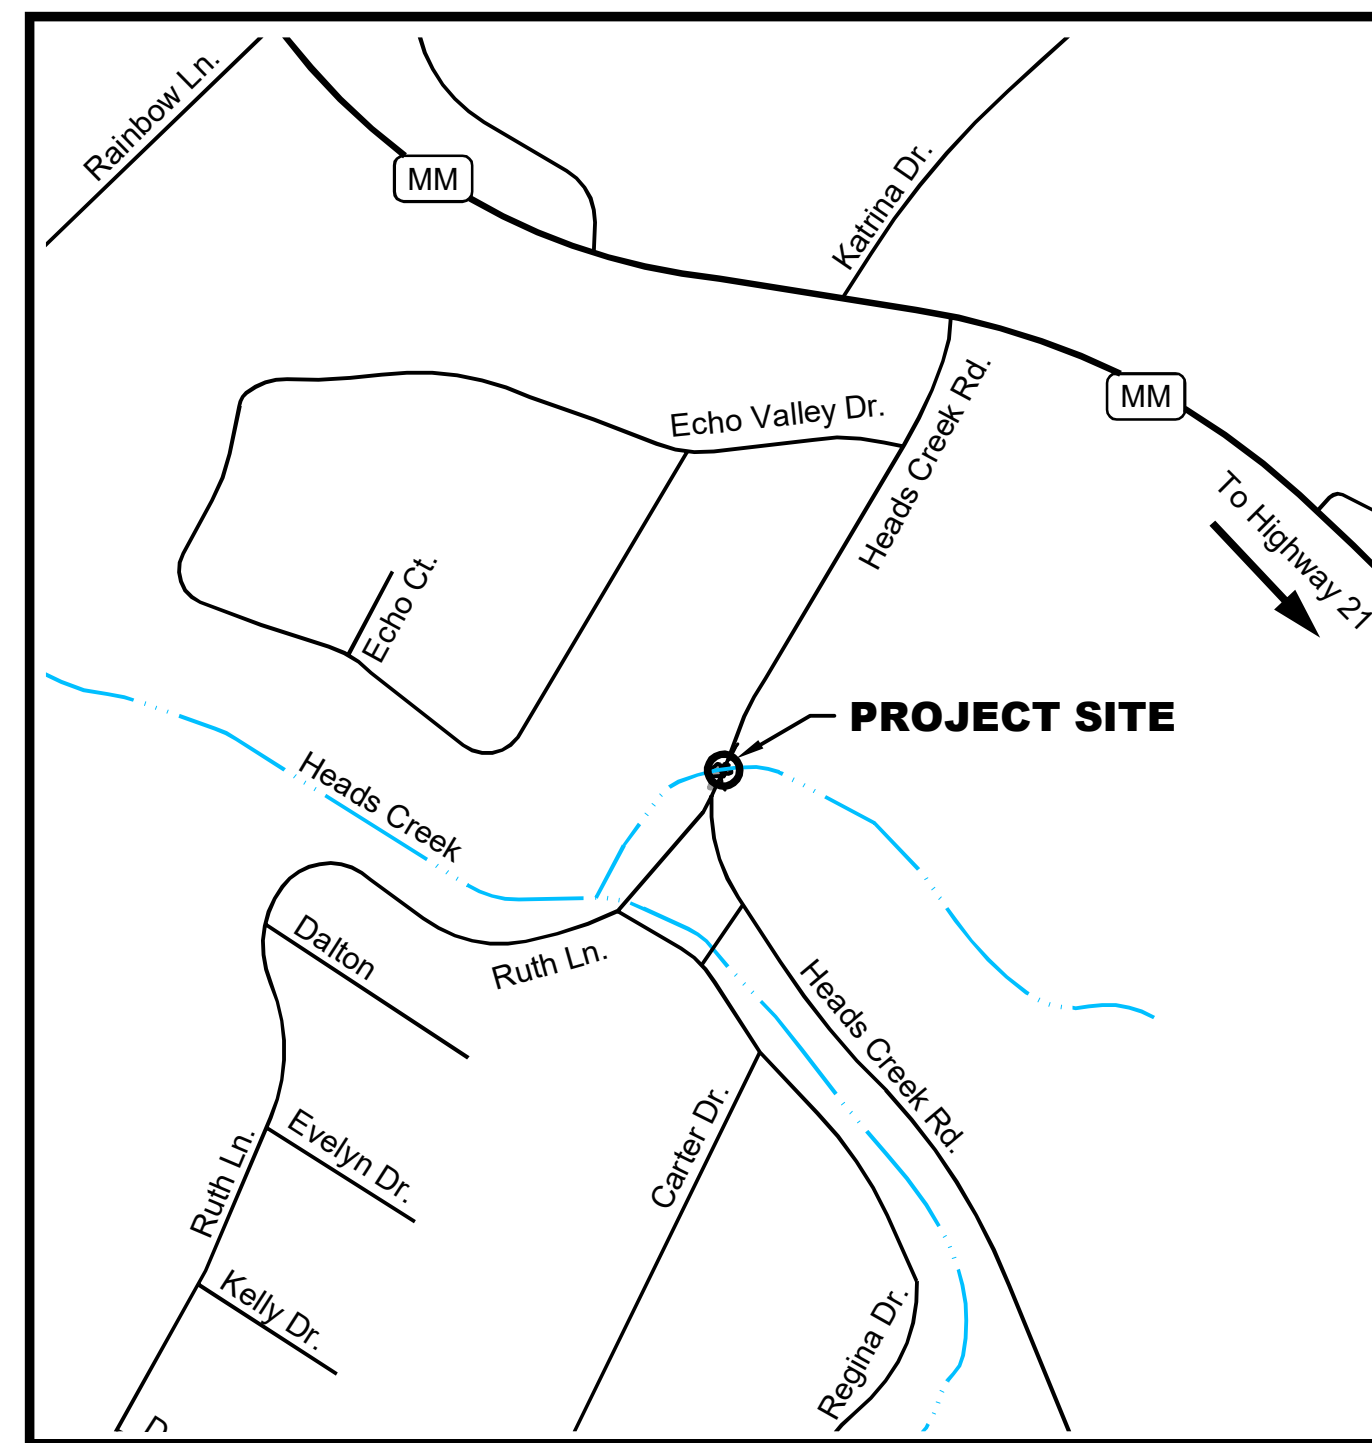 Rainbow Ln.
MM
Katrina Dr.
MM
Echo Valley Dr.
Heads Creek Rd.
To Highway 21
Echo Ct.
PROJECT SITE
Heads Creek
Dalton
Ruth Ln.
Heads Creek Rd.
Carter Dr.
Evelyn Dr.
Ruth Ln.
Kelly Dr.
Regina Dr.